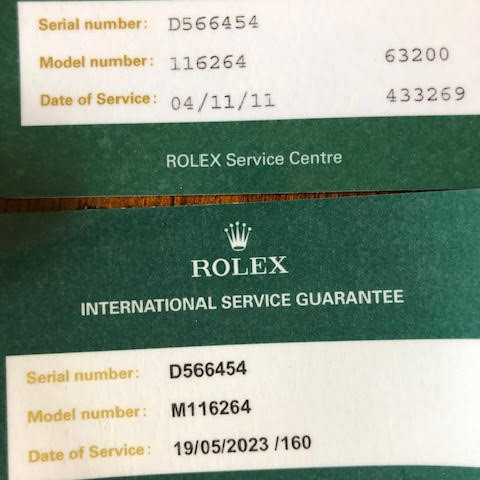 Serial number: D566454
Model number: 116264 63200
Date of Service: 04/11/11 433269
ROLEX Service Centre
ROLEX
INTERNATIONAL SERVICE GUARANTEE
Serial number: D566454
Model number: M116264
Date of Service: 19/05/2023 /160